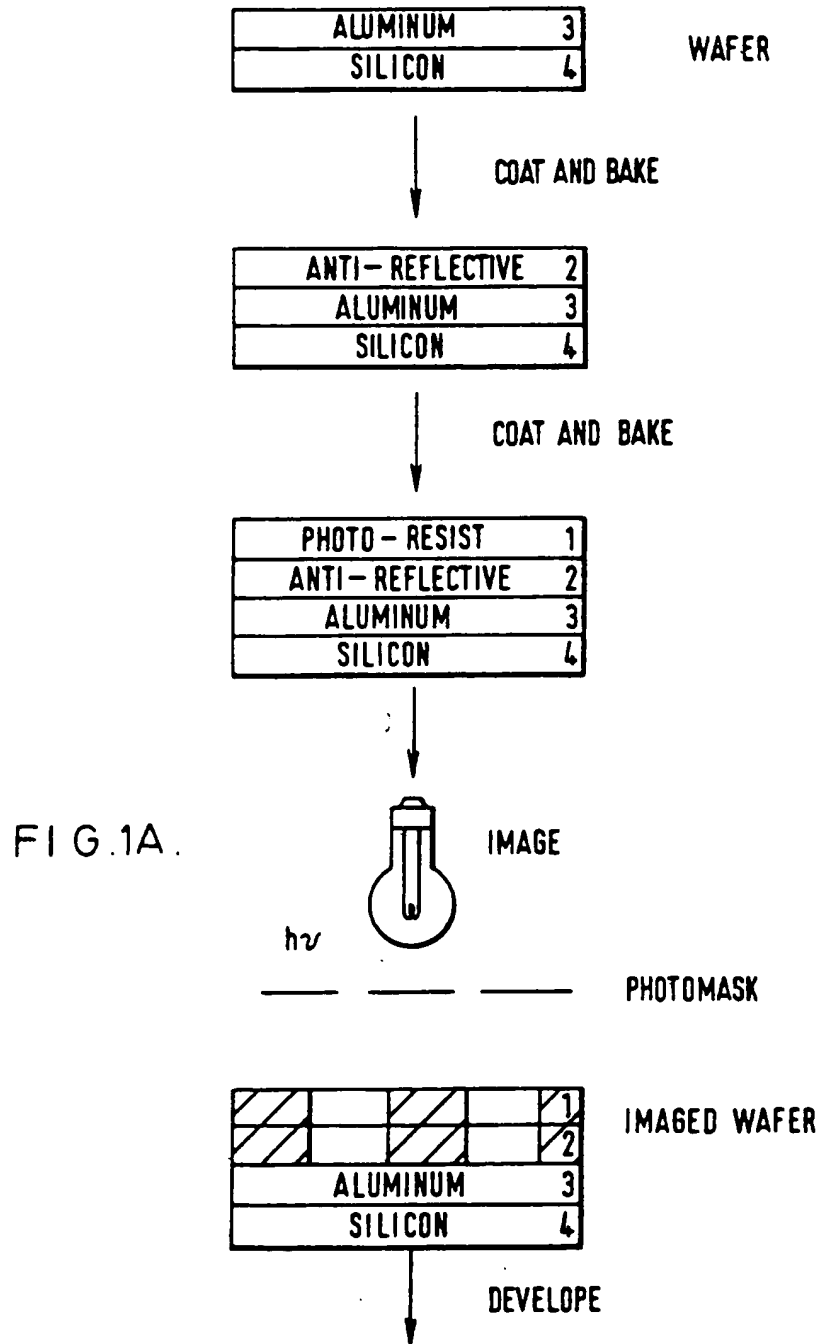 ALUMINUM 3
SILICON 4
WAFER
COAT AND BAKE
ANTI-REFLECTIVE 2
ALUMINUM 3
SILICON 4
COAT AND BAKE
PHOTO-RESIST 1
ANTI-REFLECTIVE 2
ALUMINUM 3
SILICON 4
FIG.1A.
IMAGE
hν
PHOTOMASK
1
2
IMAGED WAFER
ALUMINUM 3
SILICON 4
DEVELOPE